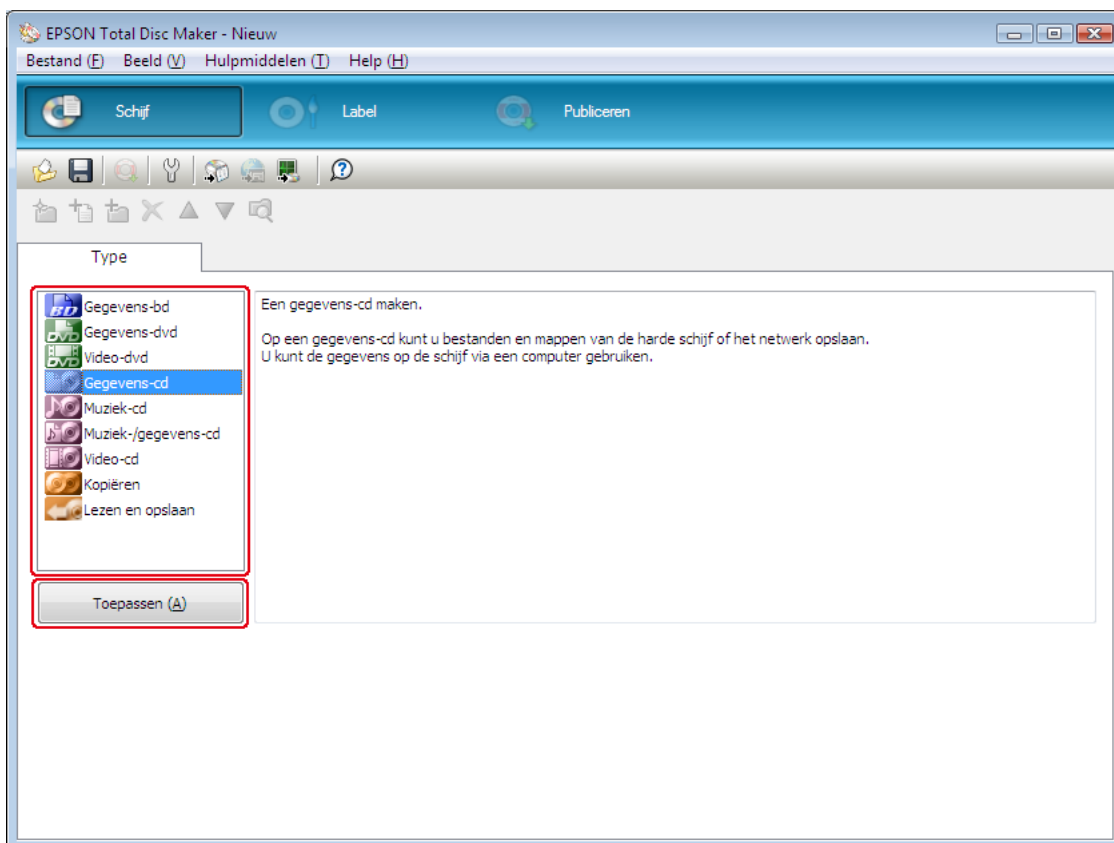 EPSON Total Disc Maker - Nieuw
Bestand (F) Beeld (V) Hulpmiddelen (T) Help (H)
Schijf Label Publiceren
Type
Gegevens-bd
Gegevens-dvd
Video-dvd
Gegevens-cd
Muziek-cd
Muziek-/gegevens-cd
Video-cd
Kopiëren
Lezen en opslaan
Toepassen (A)
Een gegevens-cd maken.
Op een gegevens-cd kunt u bestanden en mappen van de harde schijf of het netwerk opslaan.
U kunt de gegevens op de schijf via een computer gebruiken.
BD
DVD
DVD